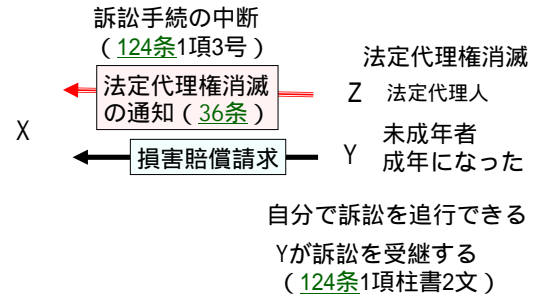 訴訟手続の中断
（124条1項3号）
法定代理権消滅
法定代理権消滅
の通知（36条）
Z 法定代理人
X
損害賠償請求
Y
未成年者
成年になった
自分で訴訟を追行できる
Yが訴訟を受継する
（124条1項柱書2文）